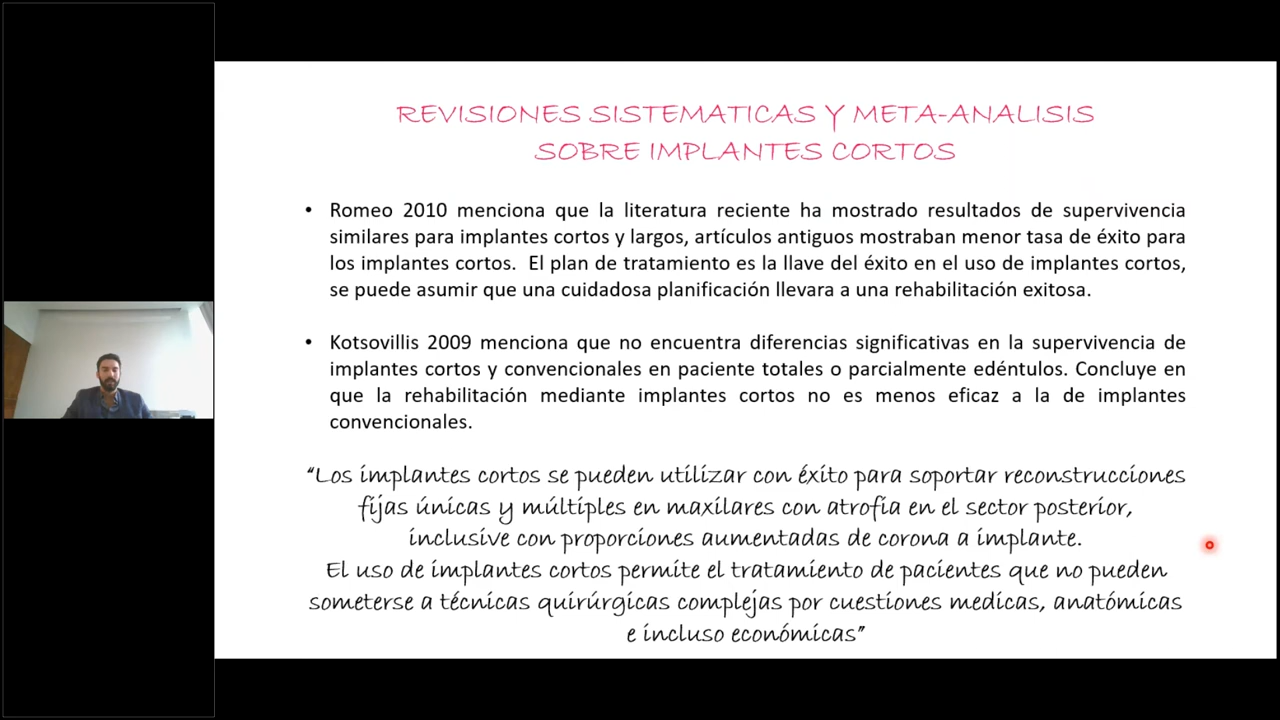 REVISIONES SISTEMATICAS Y META-ANALISIS
SOBRE IMPLANTES CORTOS
• Romeo 2010 menciona que la literatura reciente ha mostrado resultados de supervivencia
similares para implantes cortos y largos, artículos antiguos mostraban menor tasa de éxito para
los implantes cortos. El plan de tratamiento es la llave del éxito en el uso de implantes cortos,
se puede asumir que una cuidadosa planificación llevara a una rehabilitación exitosa.
• Kotsovillis 2009 menciona que no encuentra diferencias significativas en la supervivencia de
implantes cortos y convencionales en paciente totales o parcialmente edéntulos. Concluye en
que la rehabilitación mediante implantes cortos no es menos eficaz a la de implantes
convencionales.
“Los implantes cortos se pueden utilizar con éxito para soportar reconstrucciones
fijas únicas y múltiples en maxilares con atrofia en el sector posterior,
inclusive con proporciones aumentadas de corona a implante.
El uso de implantes cortos permite el tratamiento de pacientes que no pueden
someterse a técnicas quirúrgicas complejas por cuestiones medicas, anatómicas
e incluso económicas”